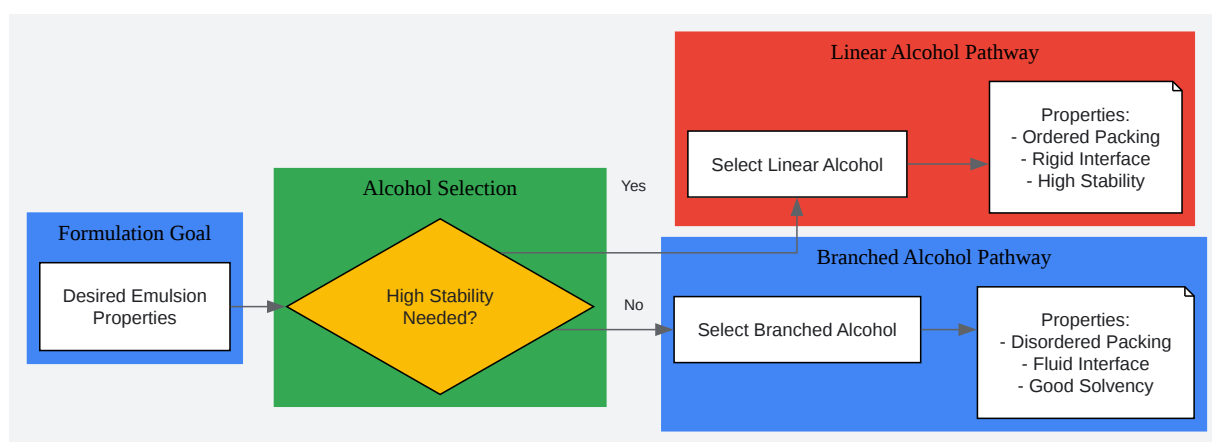 Formulation Goal
Desired Emulsion
Properties
Alcohol Selection
High Stability
Needed?
Yes
No
Linear Alcohol Pathway
Select Linear Alcohol
Properties:
- Ordered Packing
- Rigid Interface
- High Stability
Branched Alcohol Pathway
Select Branched Alcohol
Properties:
- Disordered Packing
- Fluid Interface
- Good Solvency